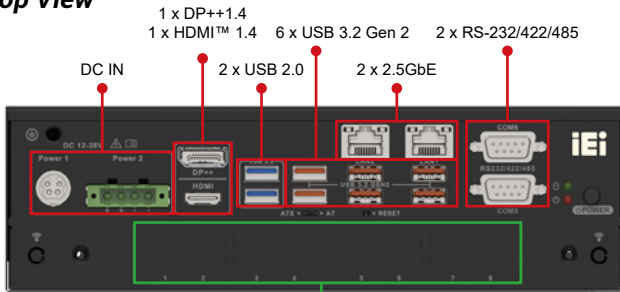 op View
1 x DP++1.4
1 x HDMI™ 1.4
6 x USB 3.2 Gen 2
2 x RS-232/422/485
DC IN
2 x USB 2.0
2 x 2.5GbE
DC 12-28V
Power 1
Power 2
DP++
HDMI
LAN2
LAN1
USB 3.2 GEN2
ATX
AT
RESET
COM6
RS232/422/485
COM5
iEi
POWER
1 2 3 4 5 6 7 8